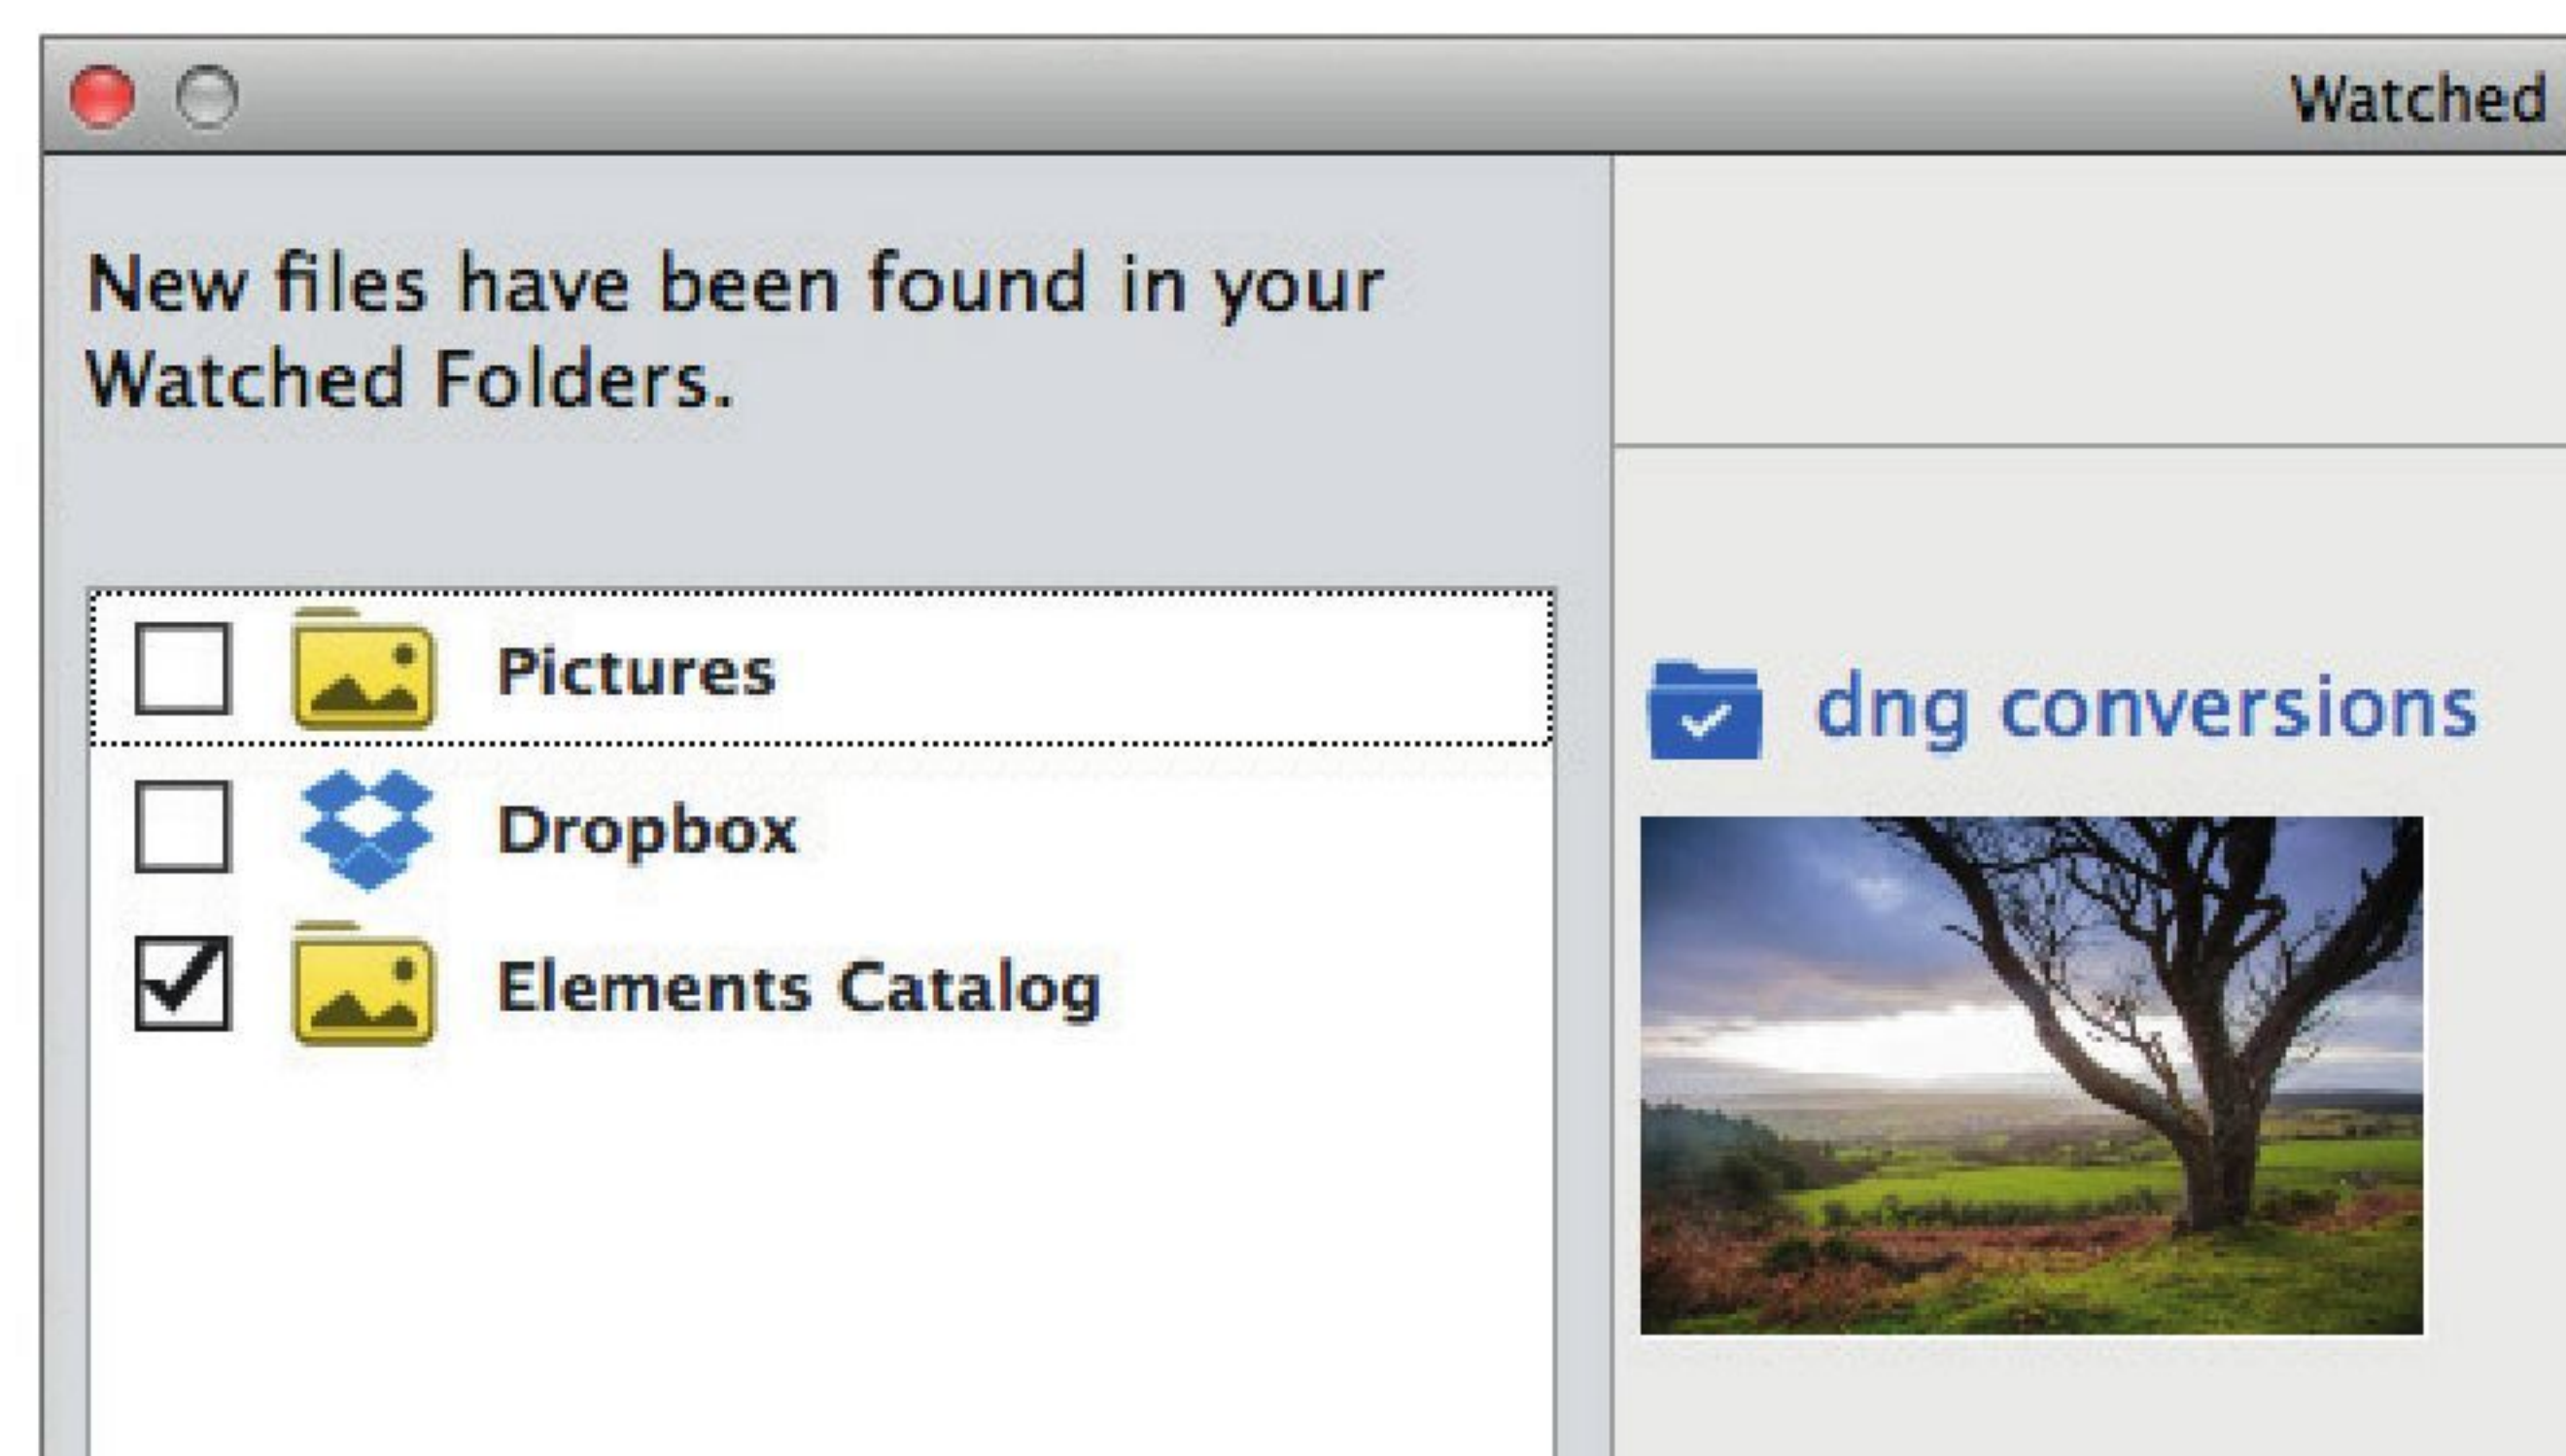 Watched
New files have been found in your
Watched Folders.
Pictures
Dropbox
Elements Catalog
dng conversions